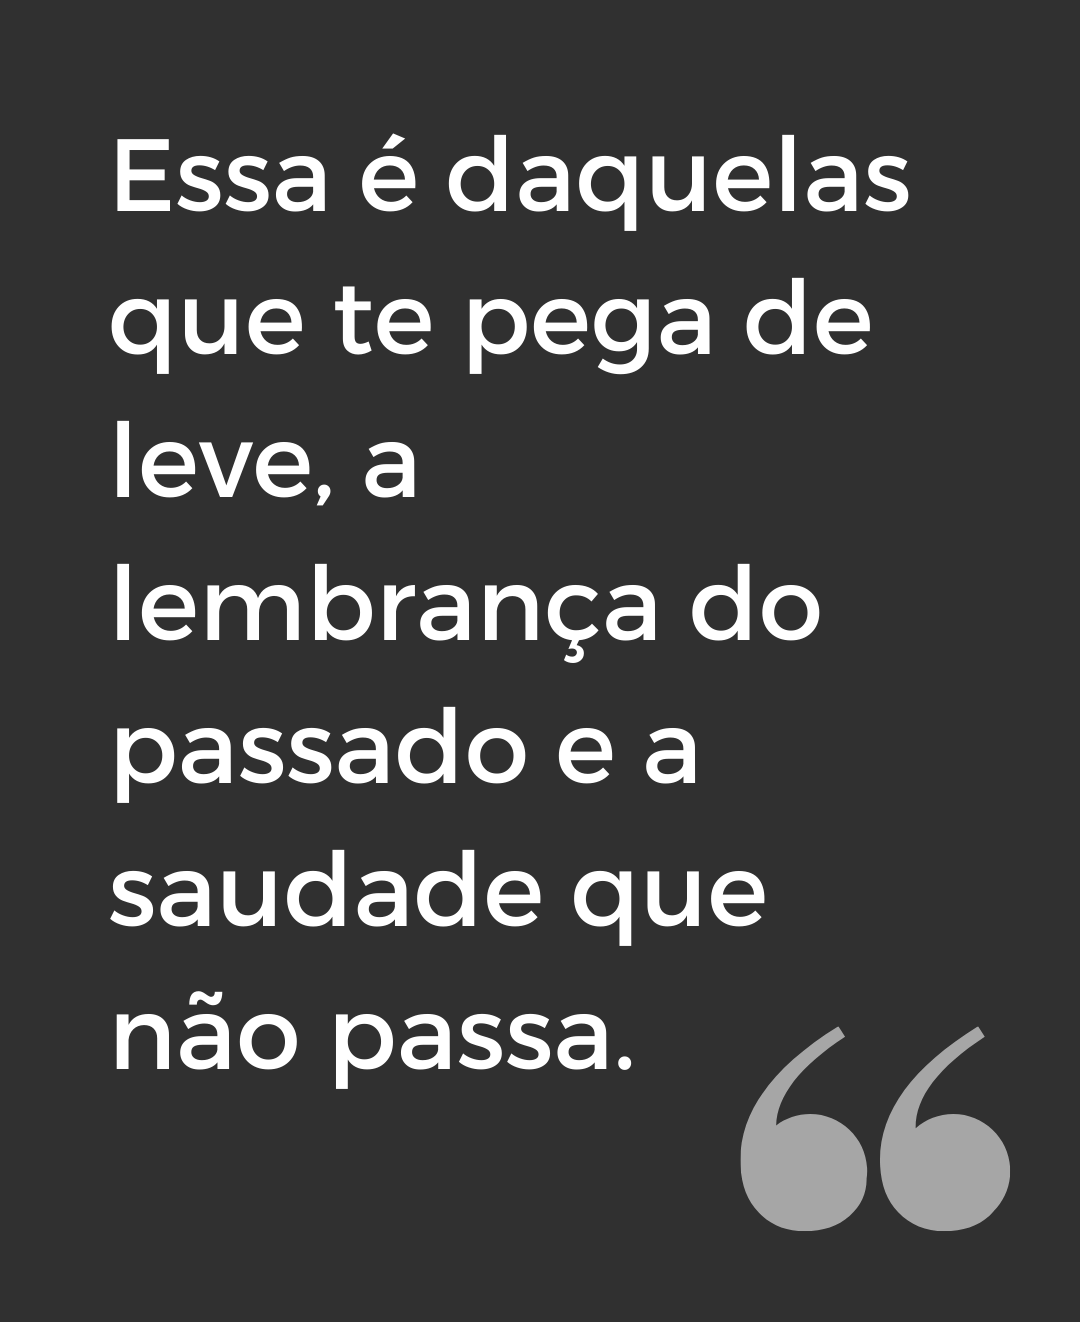 Essa é daquelas
que te pega de
leve, a
lembrança do
passado e a
saudade que
não passa.
“